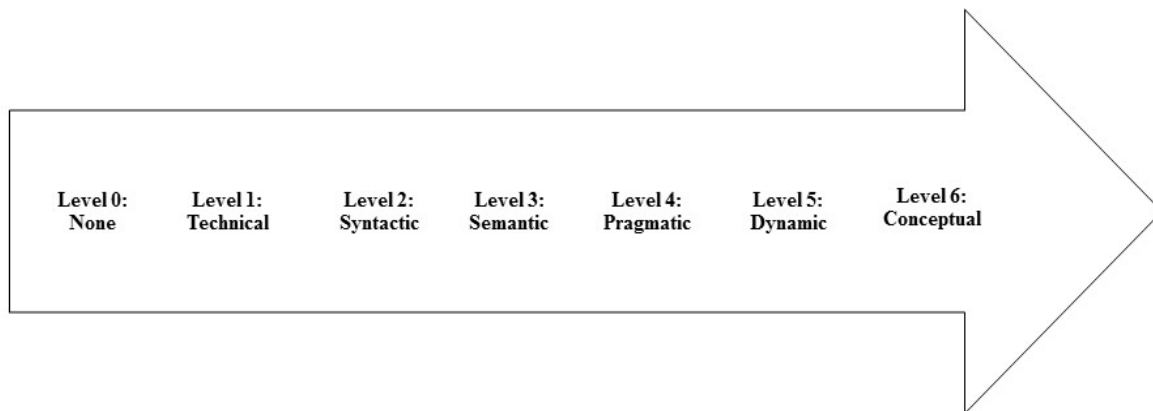 Level 0:
None
Level 1:
Technical
Level 2:
Syntactic
Level 3:
Semantic
Level 4:
Pragmatic
Level 5:
Dynamic
Level 6:
Conceptual